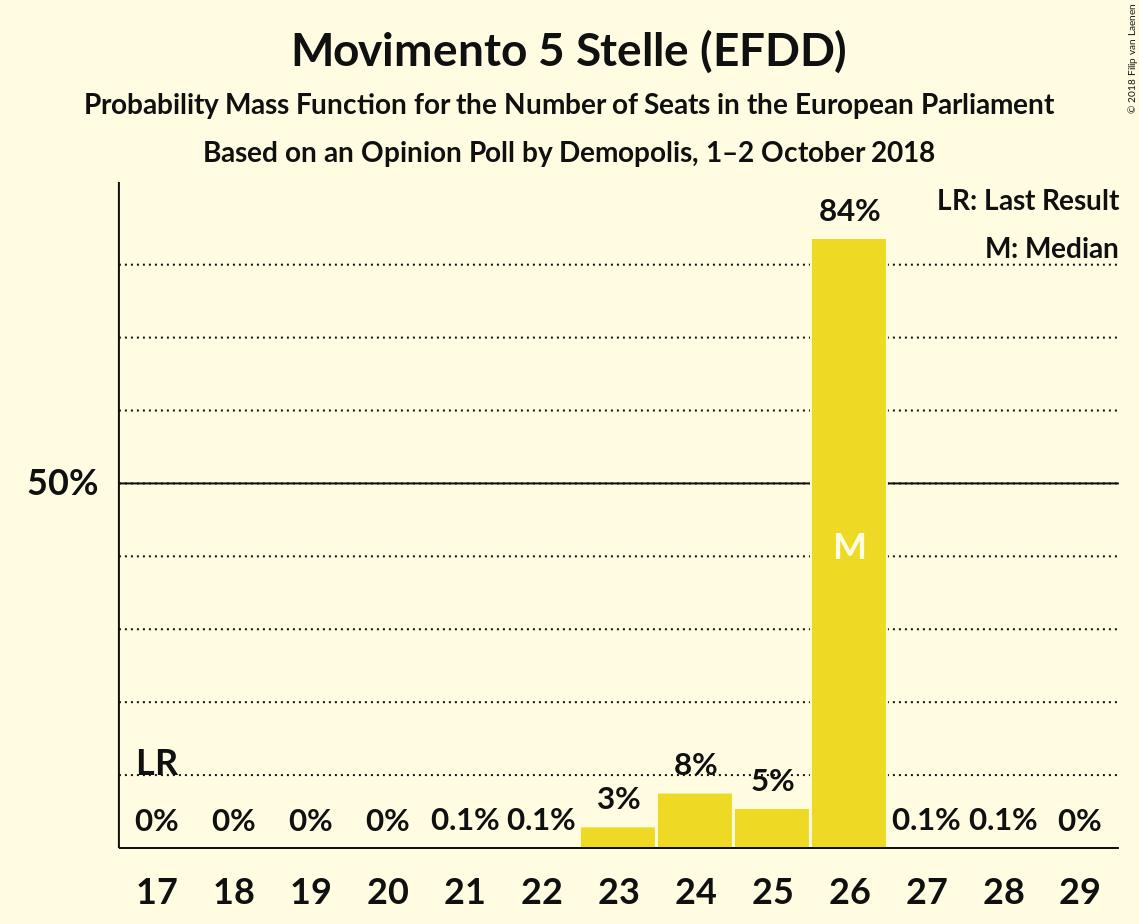 Movimento 5 Stelle (EFDD)
Probability Mass Function for the Number of Seats in the European Parliament
Based on an Opinion Poll by Demopolis, 1–2 October 2018
© 2018 Filip van Laenen
LR: Last Result
M: Median
84%
50%
M
LR
0% 0% 0% 0% 0.1% 0.1% 3% 8% 5% 0.1% 0.1% 0%
17 18 19 20 21 22 23 24 25 26 27 28 29